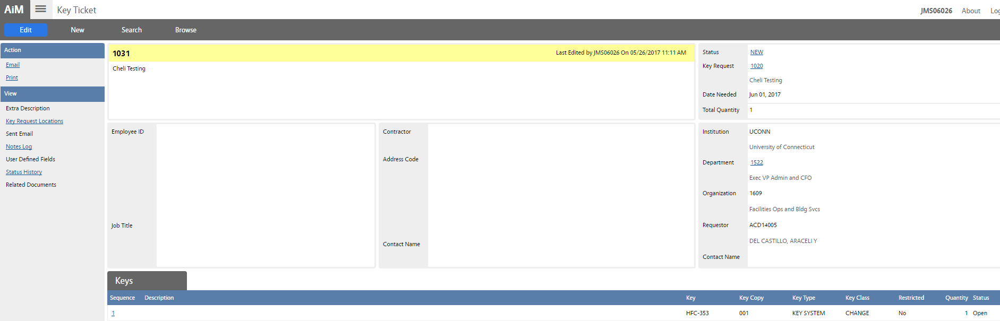 AiM Key Ticket JMS06026 About Log
Edit New Search Browse
Action
Email
Print
View
Extra Description
Key Request Locations
Sent Email
Notes Log
User Defined Fields
Status History
Related Documents
1031 Last Edited by JMS06026 On 05/26/2017 11:11 AM
Cheli Testing
Status NEW
Key Request 1020
Cheli Testing
Date Needed Jun 01, 2017
Total Quantity 1
Employee ID
Job Title
Contractor
Address Code
Contact Name
Institution UCONN
University of Connecticut
Department 1522
Exec VP Admin and CFO
Organization 1609
Facilities Ops and Bldg Svcs
Requestor ACD14005
DEL CASTILLO, ARACELI Y
Contact Name
Keys
Sequence Description Key Key Copy Key Type Key Class Restricted Quantity Status
1 HFC-353 001 KEY SYSTEM CHANGE No 1 Open